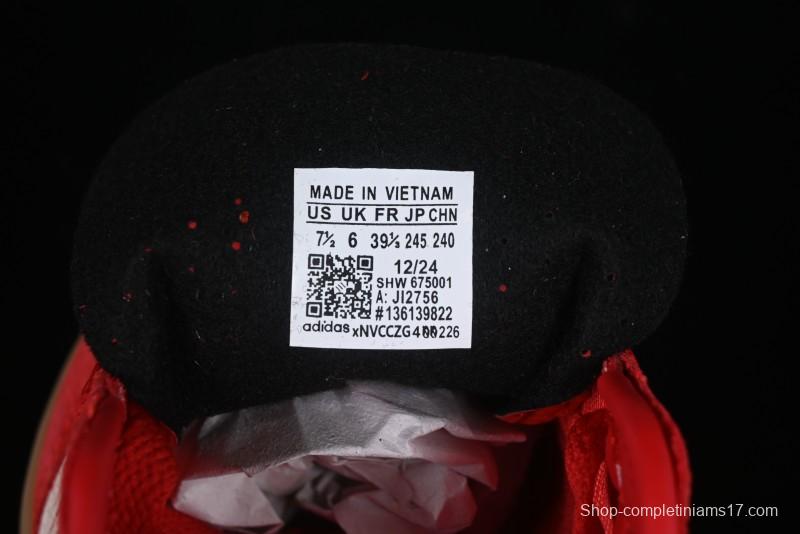 MADE IN VIETNAM
US UK FR JP CHN
7½ 6 39⅓ 245 240
12/24
SHW 675001
A: JI2756
#136139822
adidas
Shop-completiniams17.com